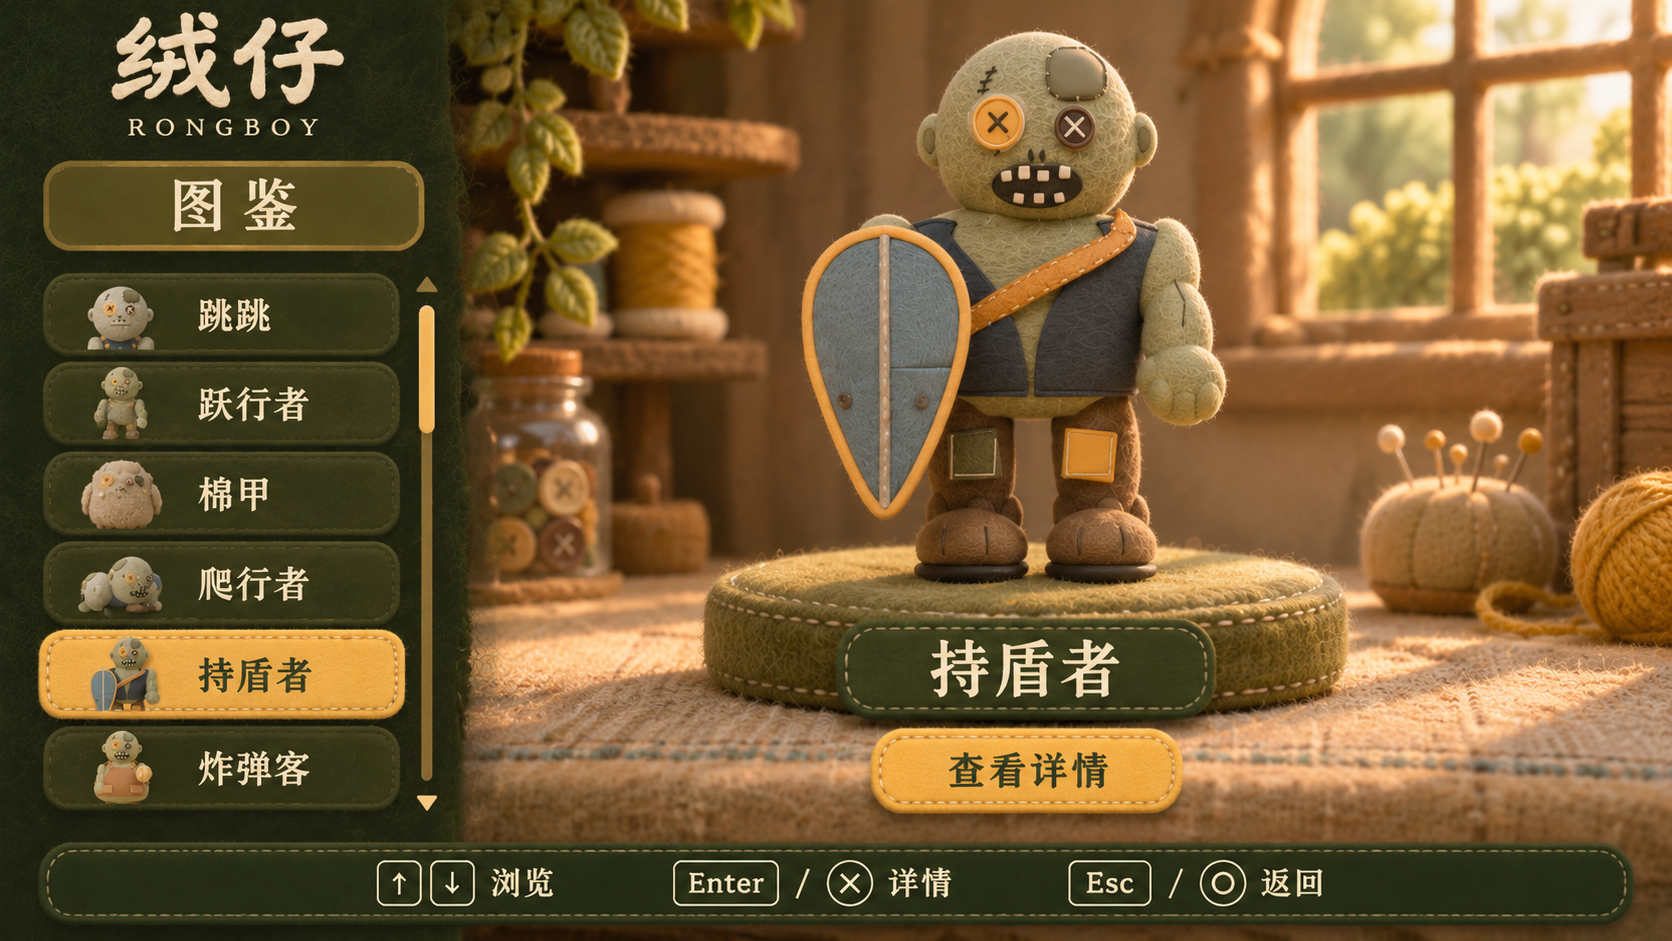 绒仔
RONGBOY
图鉴
跳跳
跃行者
棉甲
爬行者
持盾者
炸弹客
持盾者
查看详情
↑ ↓ 浏览
Enter / ⓧ 详情
Esc / ○ 返回